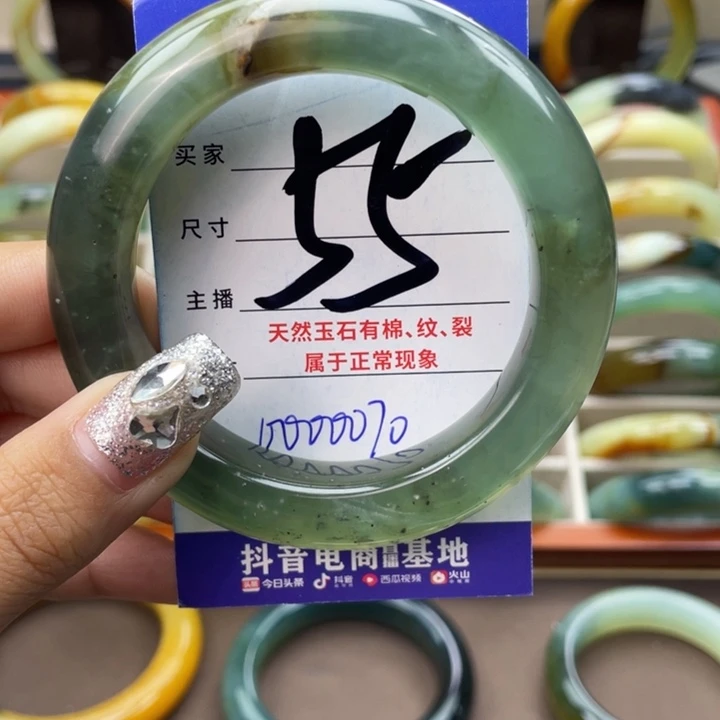 买家
55
尺寸
主播
天然玉石有棉、纹、裂
属于正常现象
抖音电商直播基地
今日头条 抖音 西瓜视频 火山